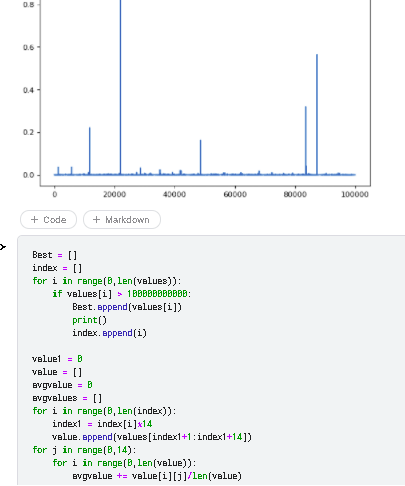 0.8
0.6
0.4
0.2
0.0
0 20000 40000 60000 80000 100000
+ Code + Markdown
Best = []
index = []
for i in range(0,len(values)):
    if values[i] > 100000000000:
        Best.append(values[i])
        print()
        index.append(i)
value1 = 0
value = []
avgvalue = 0
avgvalues = []
for i in range(0,len(index)):
    index1 = index[i]*14
    value.append(values[index1+1:index1+14])
for j in range(0,14):
    for i in range(0,len(value)):
        avgvalue += value[i][j]/len(value)